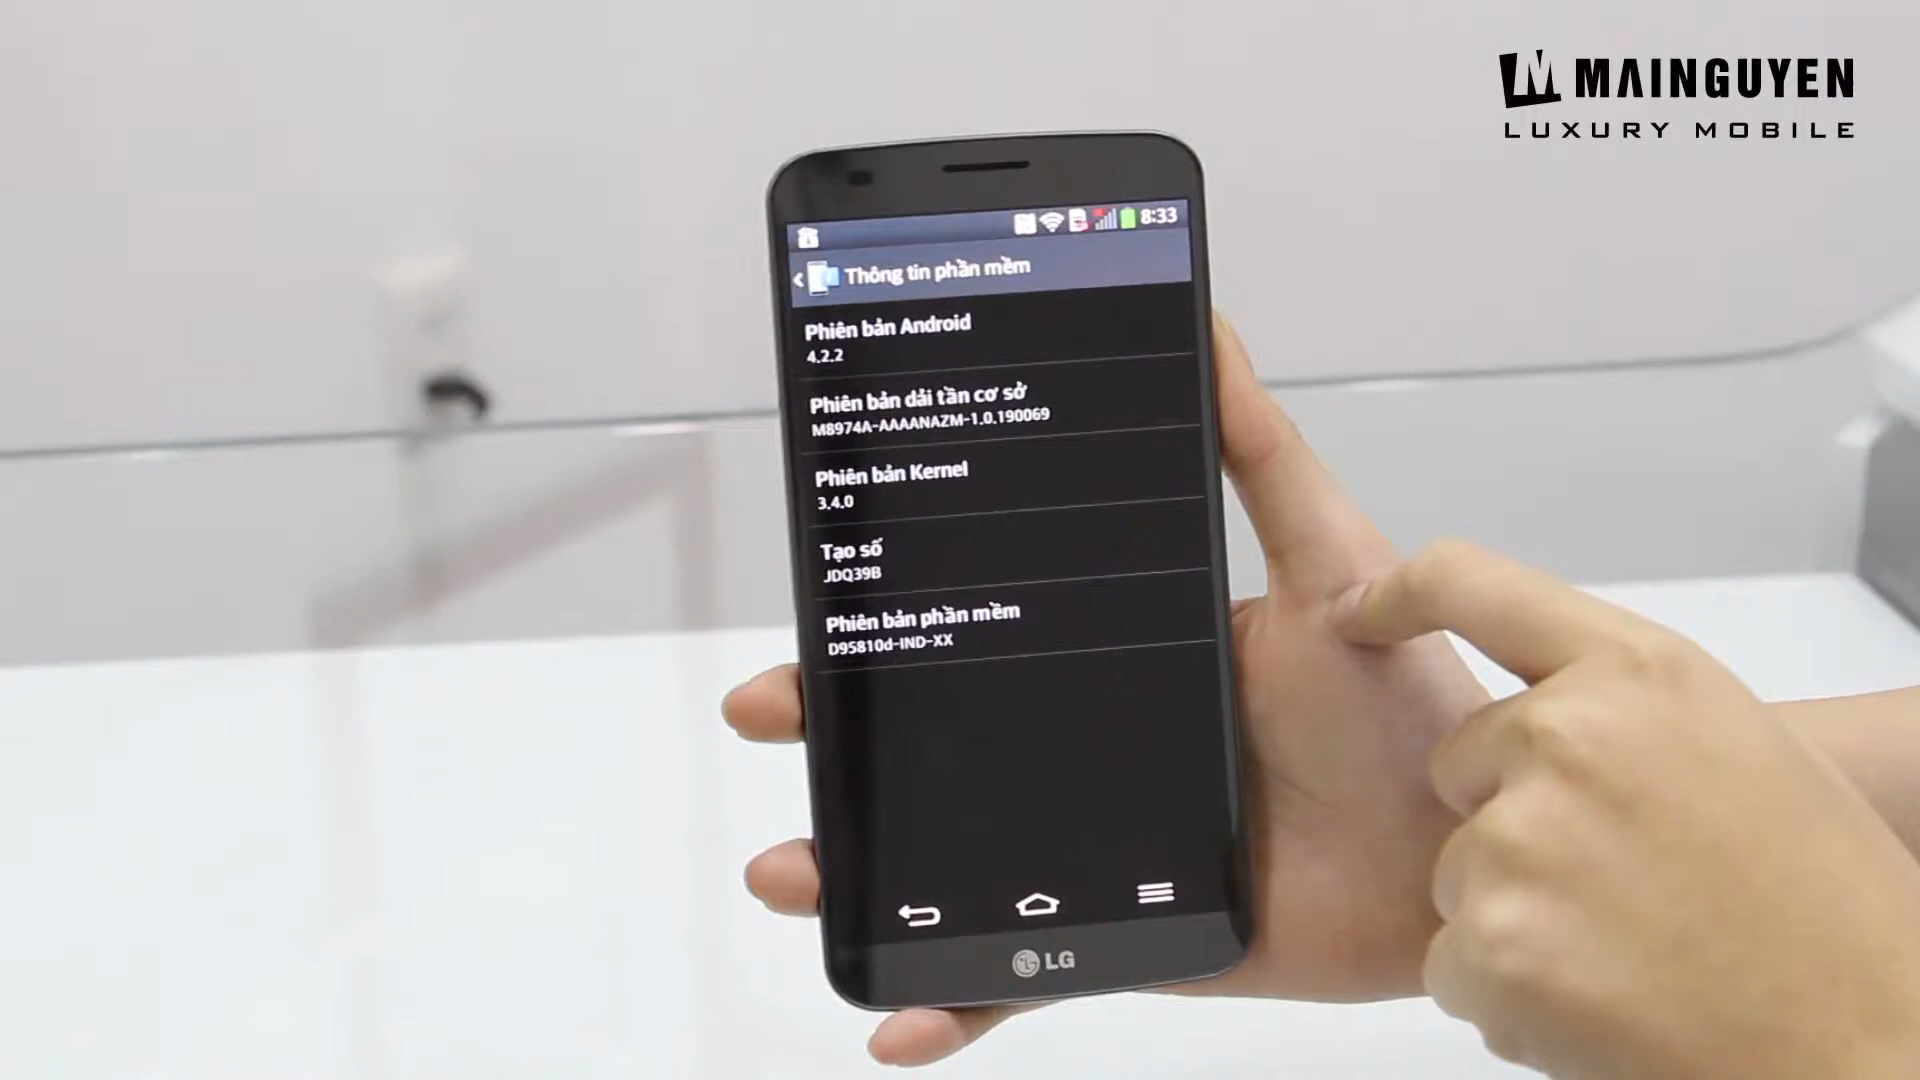 MAINGUYEN
LUXURY MOBILE
8:33
Thông tin phần mềm
Phiên bản Android
4.2.2
Phiên bản dải tần cơ sở
M8974A-AAAANAZM-1.0.190069
Phiên bản Kernel
3.4.0
Tạo số
JDQ39B
Phiên bản phần mềm
D95810d-IND-XX
LG